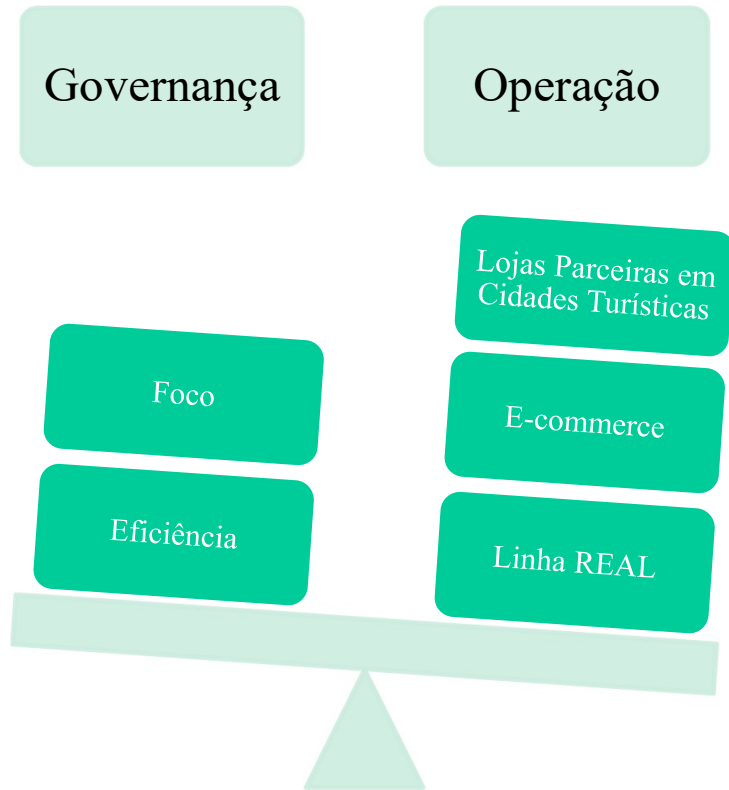 Governança
Operação
Lojas Parceiras em
Cidades Turísticas
Foco
E-commerce
Eficiência
Linha REAL